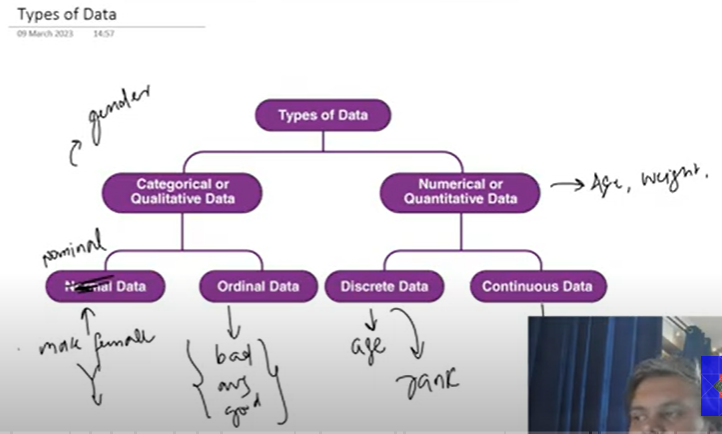 Types of Data
09 March 2023 14:57
gender
Types of Data
Categorical or
Qualitative Data
Numerical or
Quantitative Data
Age, Weight,
nominal
Data
Ordinal Data
Discrete Data
Continuous Data
male female
bad
avg
good
age
rank